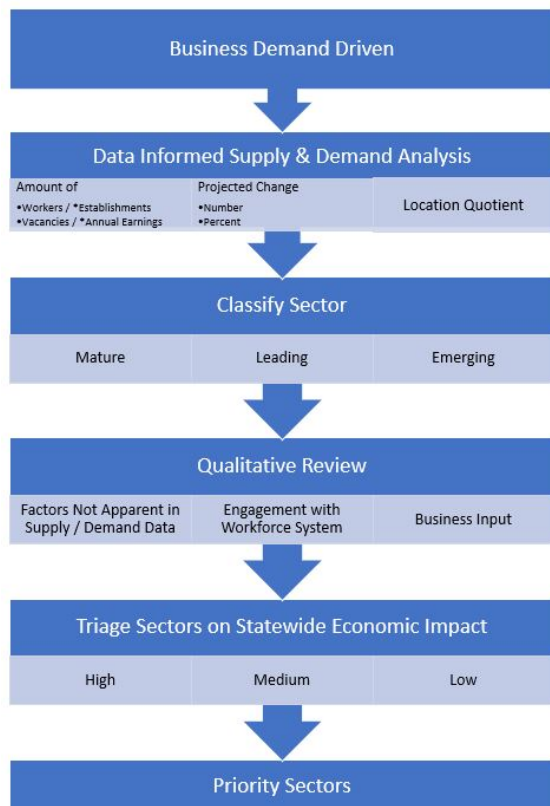 Business Demand Driven
Data Informed Supply & Demand Analysis
Amount of
•Workers / *Establishments
•Vacancies / *Annual Earnings
Projected Change
•Number
•Percent
Location Quotient
Classify Sector
Mature
Leading
Emerging
Qualitative Review
Factors Not Apparent in
Supply / Demand Data
Engagement with
Workforce System
Business Input
Triage Sectors on Statewide Economic Impact
High
Medium
Low
Priority Sectors